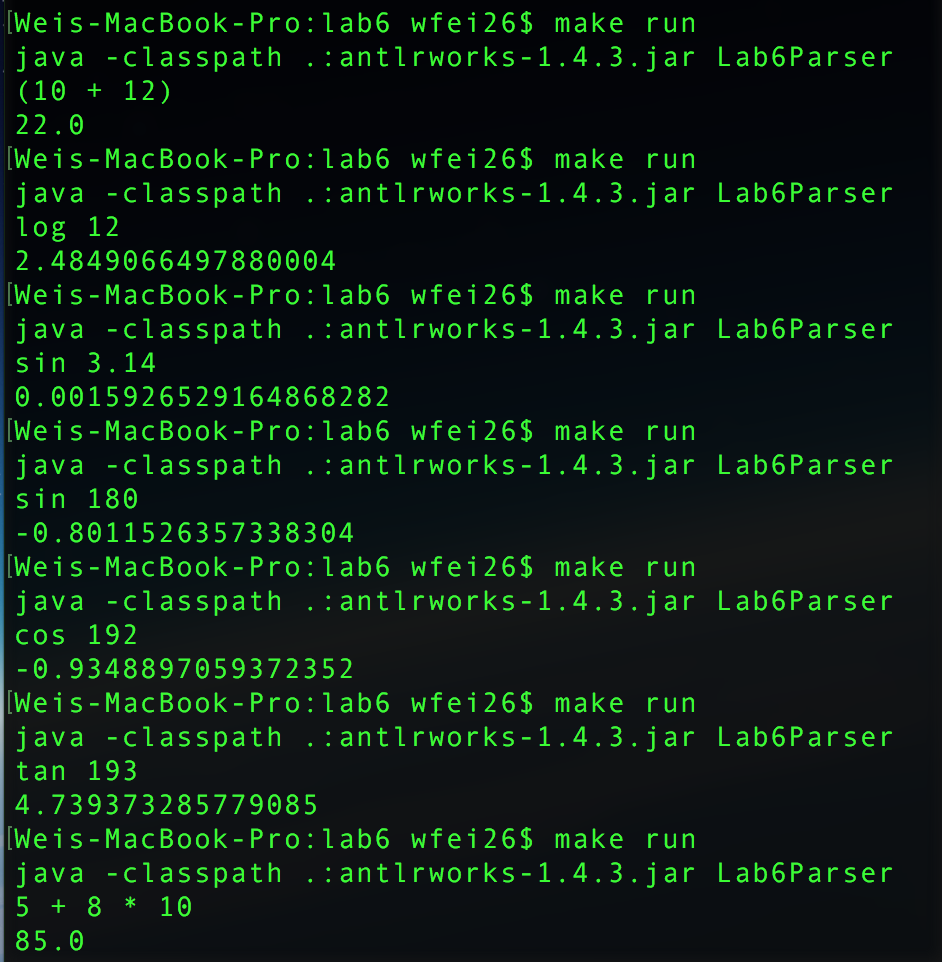 [Weis-MacBook-Pro:lab6 wfei26$ make run
java -classpath .:antlrworks-1.4.3.jar Lab6Parser
(10 + 12)
22.0
[Weis-MacBook-Pro:lab6 wfei26$ make run
java -classpath .:antlrworks-1.4.3.jar Lab6Parser
log 12
2.4849066497880004
[Weis-MacBook-Pro:lab6 wfei26$ make run
java -classpath .:antlrworks-1.4.3.jar Lab6Parser
sin 3.14
0.0015926529164868282
[Weis-MacBook-Pro:lab6 wfei26$ make run
java -classpath .:antlrworks-1.4.3.jar Lab6Parser
sin 180
-0.8011526357338304
[Weis-MacBook-Pro:lab6 wfei26$ make run
java -classpath .:antlrworks-1.4.3.jar Lab6Parser
cos 192
-0.9348897059372352
[Weis-MacBook-Pro:lab6 wfei26$ make run
java -classpath .:antlrworks-1.4.3.jar Lab6Parser
tan 193
4.739373285779085
[Weis-MacBook-Pro:lab6 wfei26$ make run
java -classpath .:antlrworks-1.4.3.jar Lab6Parser
5 + 8 * 10
85.0